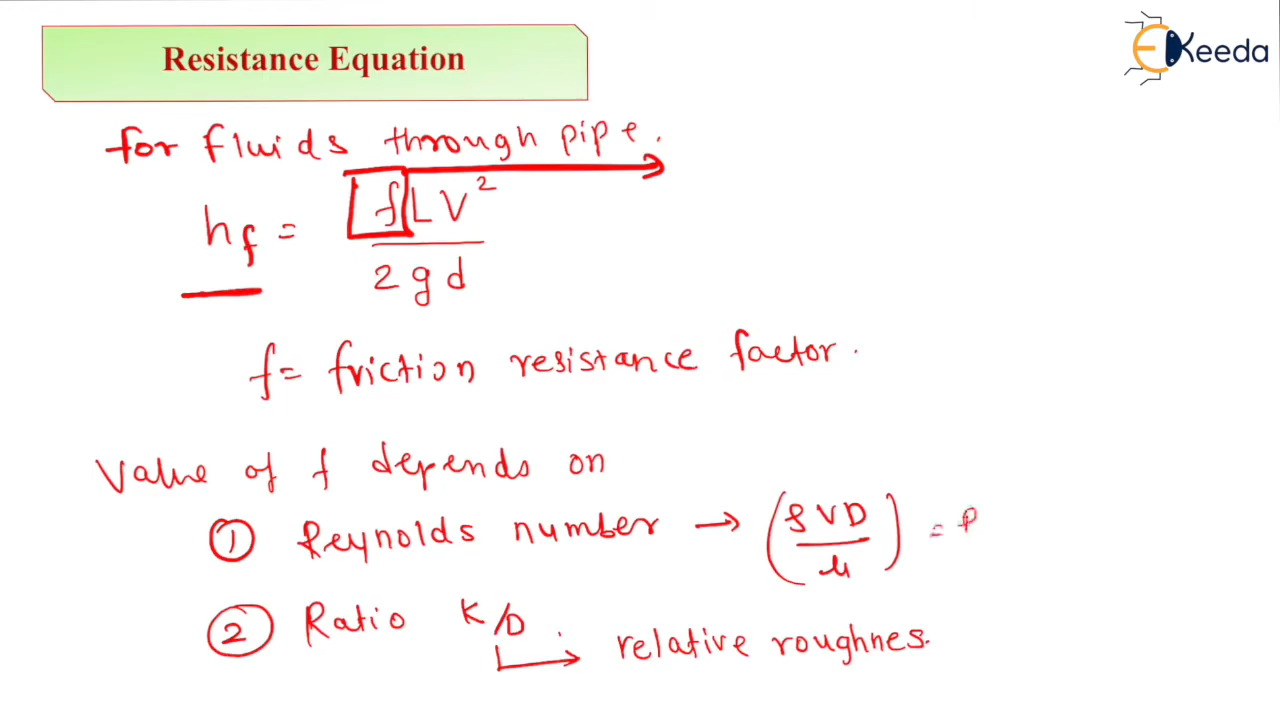 Resistance Equation
EKeeda
for fluids through pipe.
hf = fLV²
2gd
f = friction resistance factor.
Value of f depends on
① Reynolds number → (ρVD/μ) =
② Ratio K/D
relative roughnes.